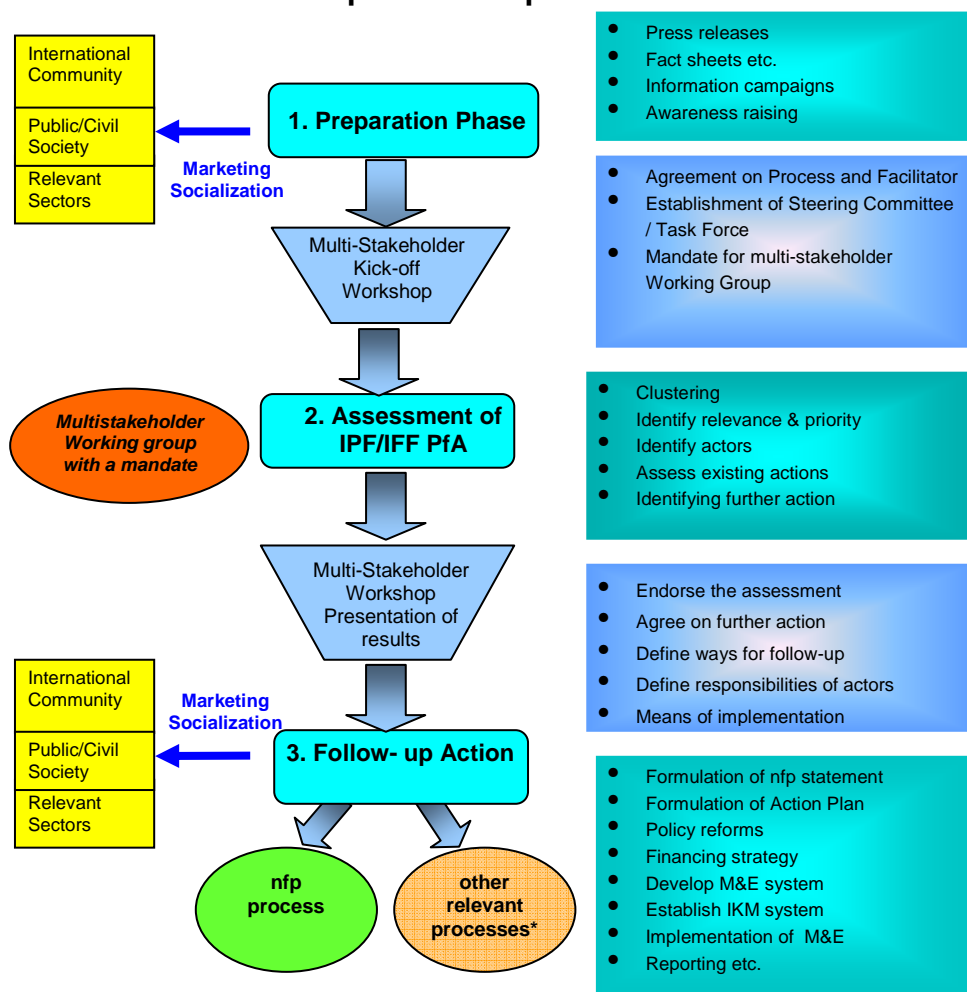 International
Community
Public/Civil
Society
Relevant
Sectors
Marketing
Socialization
1. Preparation Phase
• Press releases
• Fact sheets etc.
• Information campaigns
• Awareness raising
Multi-Stakeholder
Kick-off
Workshop
• Agreement on Process and Facilitator
• Establishment of Steering Committee
/ Task Force
• Mandate for multi-stakeholder
Working Group
Multistakeholder
Working group
with a mandate
2. Assessment of
IPF/IFF PfA
• Clustering
• Identify relevance & priority
• Identify actors
• Assess existing actions
• Identifying further action
Multi-Stakeholder
Workshop
Presentation of
results
• Endorse the assessment
• Agree on further action
• Define ways for follow-up
• Define responsibilities of actors
• Means of implementation
International
Community
Public/Civil
Society
Relevant
Sectors
Marketing
Socialization
3. Follow- up Action
• Formulation of nfp statement
• Formulation of Action Plan
• Policy reforms
• Financing strategy
• Develop M&E system
• Establish IKM system
• Implementation of M&E
• Reporting etc.
nfp
process
other
relevant
processes*